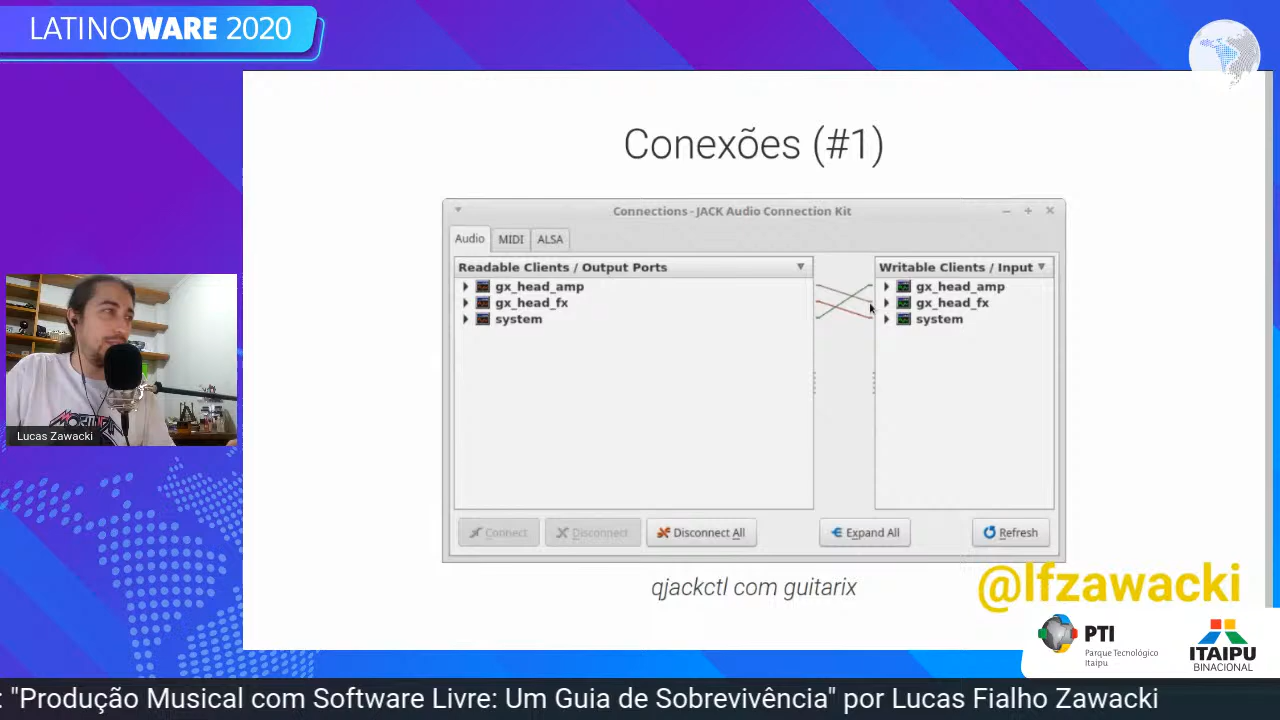 LATINOWARE 2020
Conexões (#1)
Connections - JACK Audio Connection Kit
Audio MIDI ALSA
Readable Clients / Output Ports
Writable Clients / Input
gx_head_amp
gx_head_fx
system
gx_head_amp
gx_head_fx
system
Connect Disconnect Disconnect All Expand All Refresh
qjackctl com guitarix
@lfzawacki
Lucas Zawacki
PTI
Parque Tecnológico
Itaipu
ITAIPU
BINACIONAL
: "Produção Musical com Software Livre: Um Guia de Sobrevivência" por Lucas Fialho Zawacki